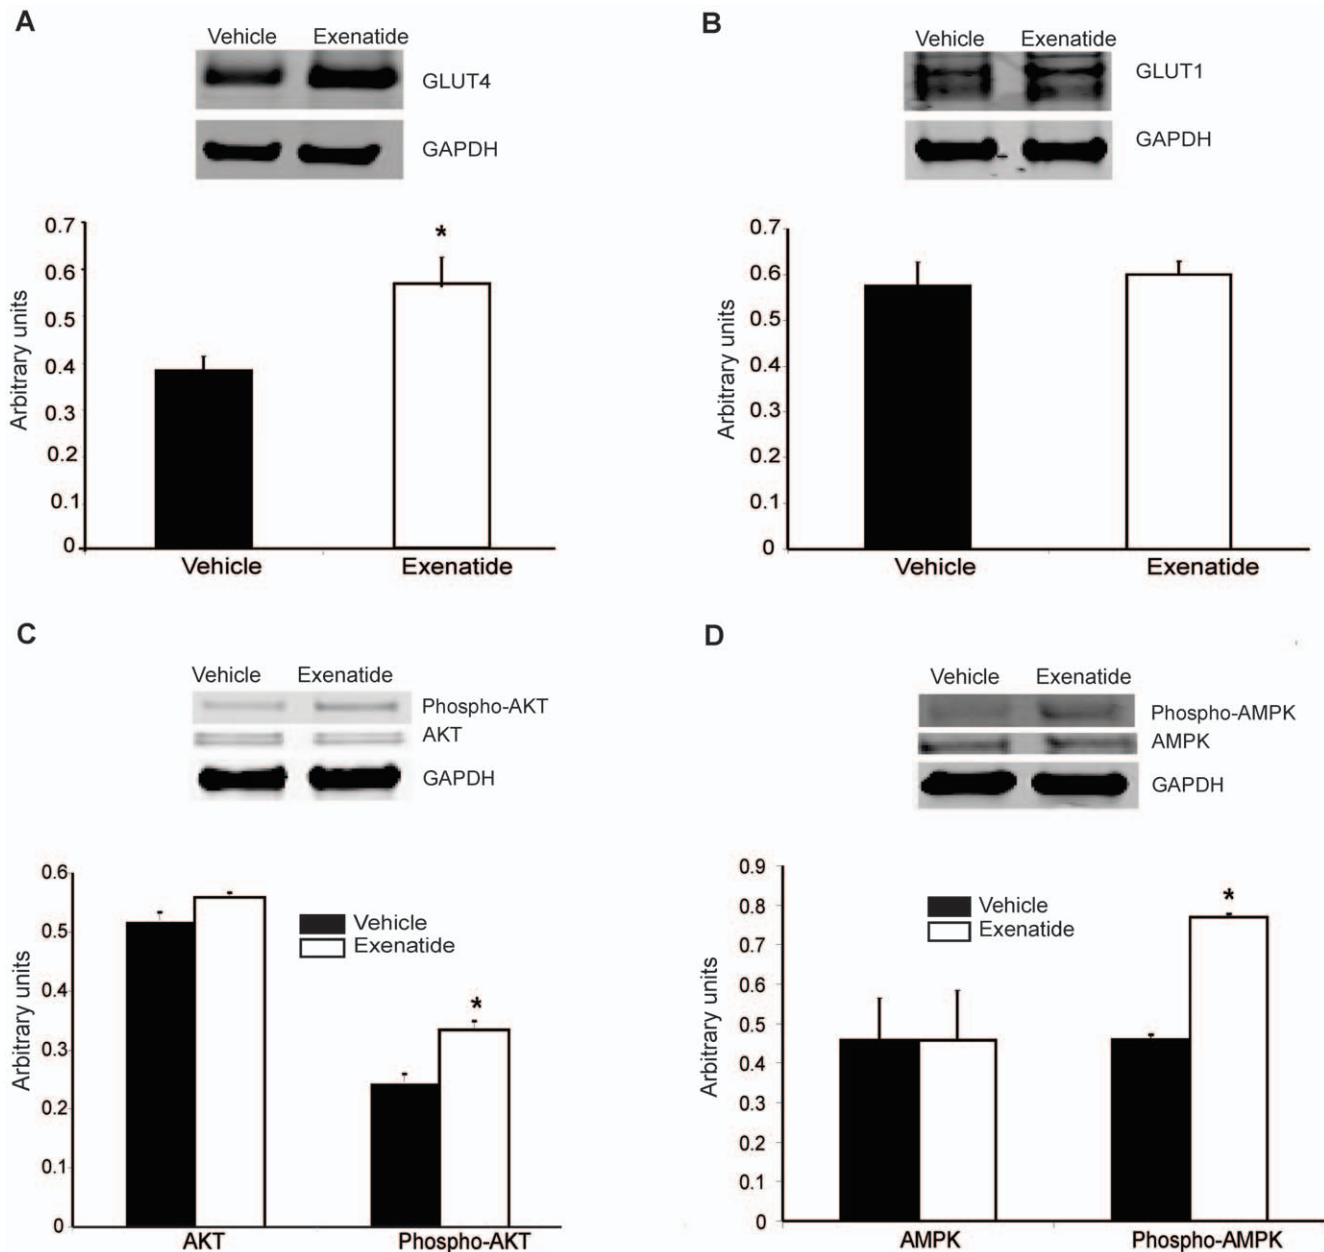 A
Vehicle Exenatide
GLUT4
GAPDH
0.7
0.6
0.5
0.4
0.3
0.2
0.1
0
Arbitrary units
*
Vehicle Exenatide
B
Vehicle Exenatide
GLUT1
GAPDH
0.7
0.6
0.5
0.4
0.3
0.2
0.1
0
Arbitrary units
Vehicle Exenatide
C
Vehicle Exenatide
Phospho-AKT
AKT
GAPDH
0.6
0.5
0.4
0.3
0.2
0.1
0
Arbitrary units
Vehicle
Exenatide
*
AKT Phospho-AKT
D
Vehicle Exenatide
Phospho-AMPK
AMPK
GAPDH
0.9
0.8
0.7
0.6
0.5
0.4
0.3
0.2
0.1
0
Arbitrary units
Vehicle
Exenatide
*
AMPK Phospho-AMPK